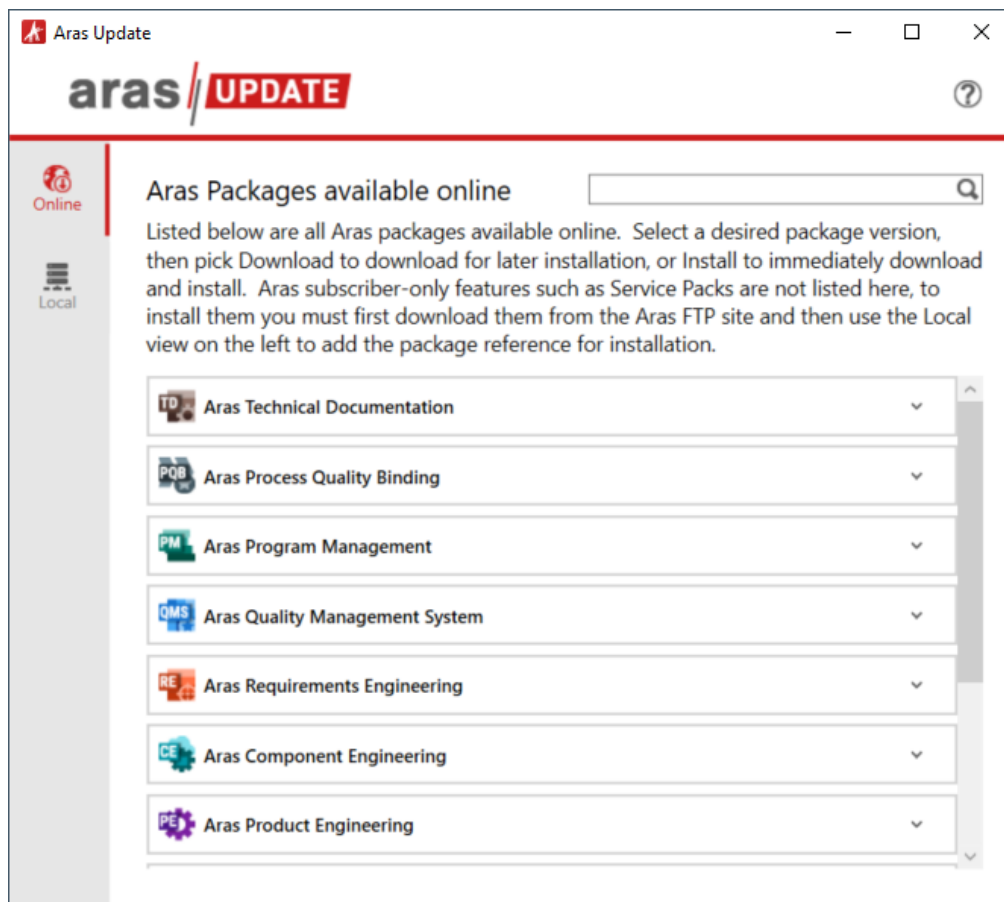 Aras Update
aras UPDATE
?
Online
Local
Aras Packages available online
Listed below are all Aras packages available online.  Select a desired package version,
then pick Download to download for later installation, or Install to immediately download
and install.  Aras subscriber-only features such as Service Packs are not listed here, to
install them you must first download them from the Aras FTP site and then use the Local
view on the left to add the package reference for installation.
TD Aras Technical Documentation
PQB Aras Process Quality Binding
PM Aras Program Management
QMS Aras Quality Management System
RE Aras Requirements Engineering
CE Aras Component Engineering
PE Aras Product Engineering